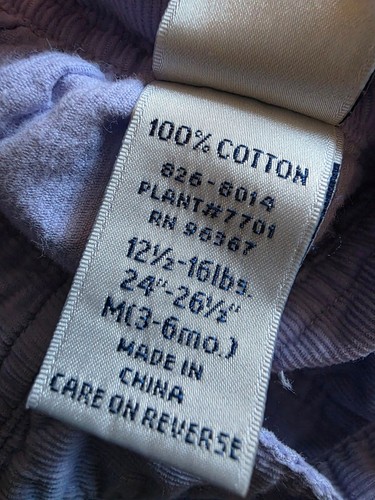 100% COTTON
826-8014
PLANT#7701
RN 96367
12½-16lbs.
24"-26½"
M(3-6mo.)
MADE IN
CHINA
CARE ON REVERSE